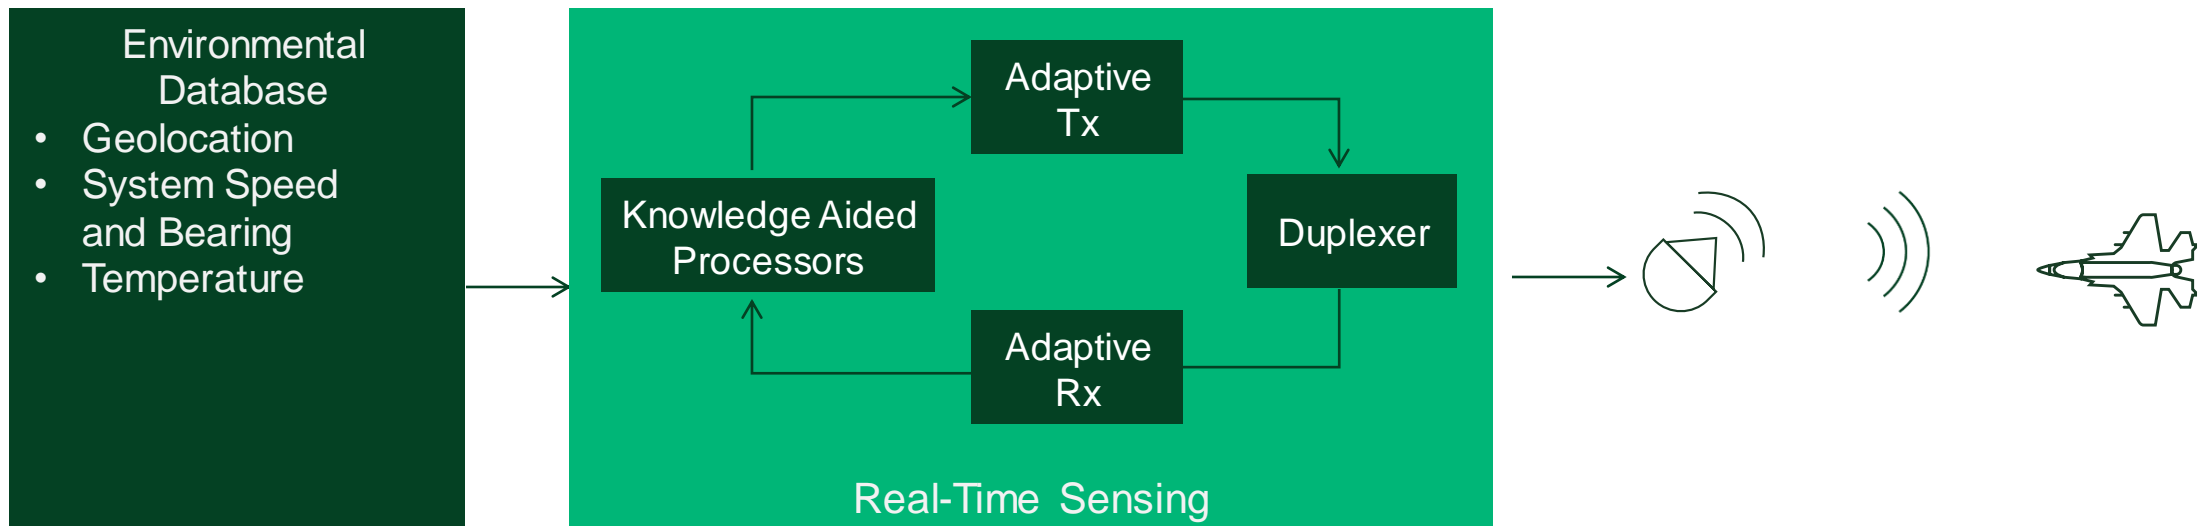 Environmental
Database
• Geolocation
• System Speed
and Bearing
• Temperature
Adaptive
Tx
Knowledge Aided
Processors
Duplexer
Adaptive
Rx
Real-Time Sensing